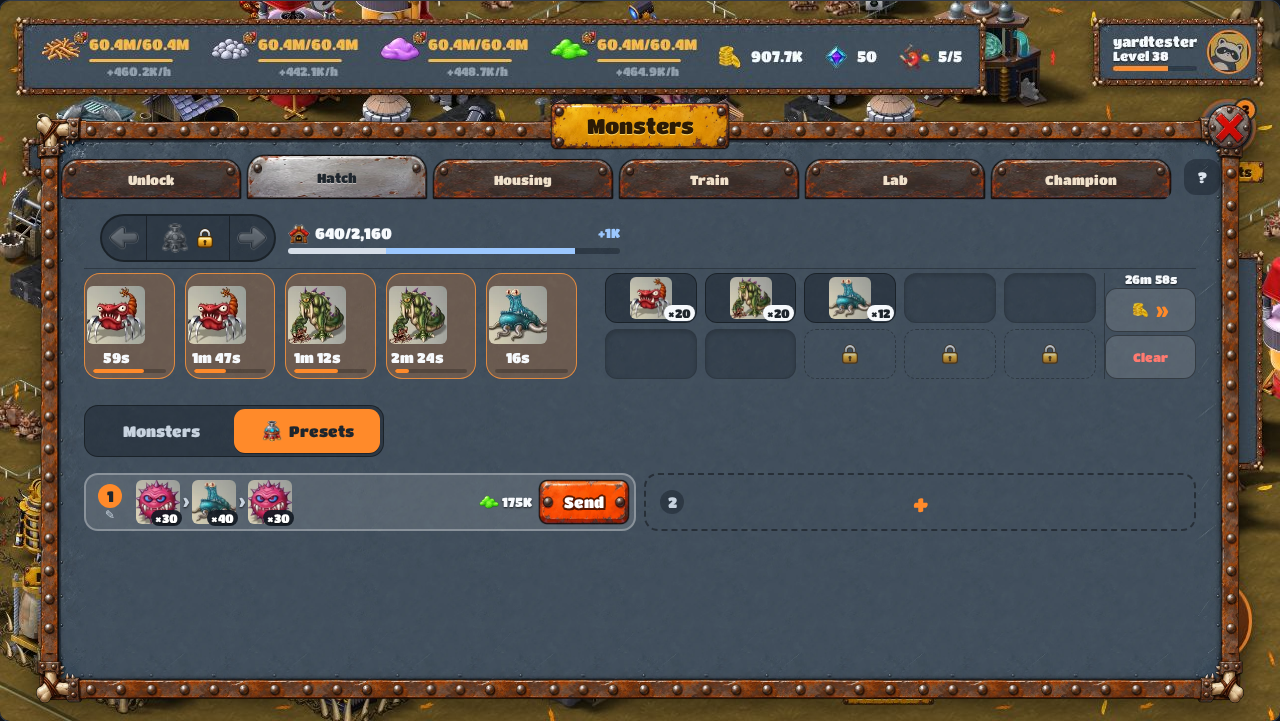 60.4M/60.4M
+460.2K/h
60.4M/60.4M
+442.1K/h
60.4M/60.4M
+448.7K/h
60.4M/60.4M
+464.9K/h
907.7K
50
5/5
yardtester
Level 38
Monsters
Unlock
Hatch
Housing
Train
Lab
Champion
?
640/2,160
+1K
59s
1m 47s
1m 12s
2m 24s
16s
×20
×20
×12
26m 58s
Clear
Monsters
Presets
1
×30
×40
×30
175K
Send
2